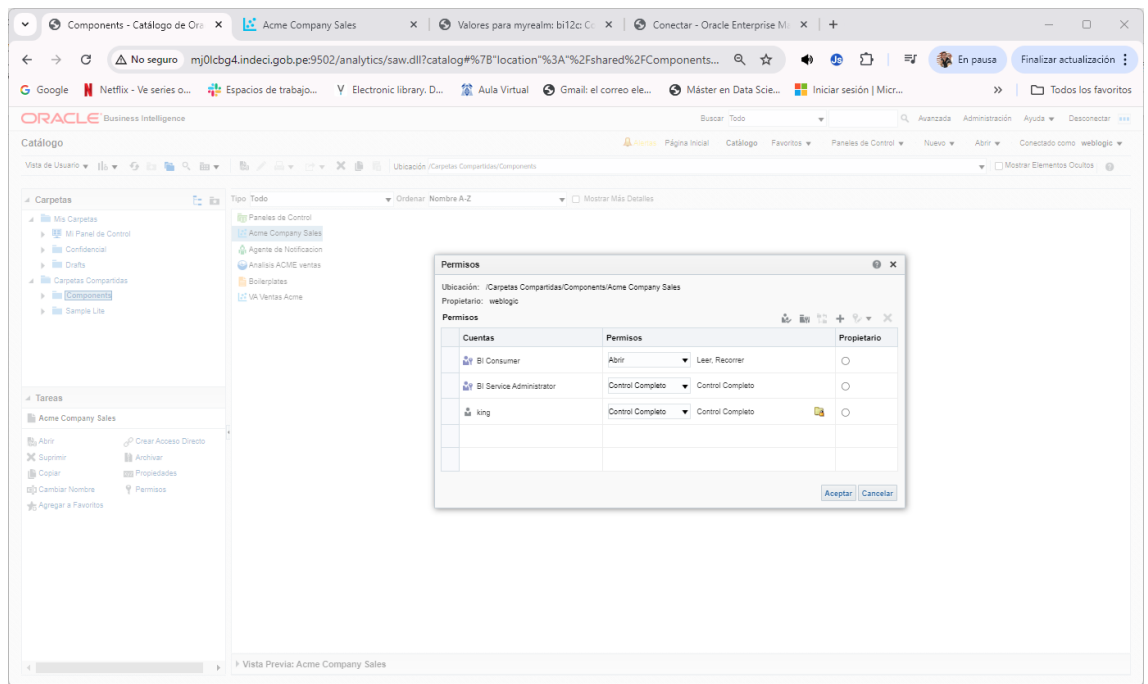 Components - Catálogo de Ora
Acme Company Sales
Valores para myrealm: bi12c: Co
Conectar - Oracle Enterprise Ma
No seguro mj0lcbg4.indeci.gob.pe:9502/analytics/saw.dll?catalog#%7B"location"%3A"%2Fshared%2FComponents...
En pausa
Finalizar actualización
Google
Netflix - Ve series o...
Espacios de trabajo...
Electronic library. D...
Aula Virtual
Gmail: el correo ele...
Máster en Data Scie...
Iniciar sesión | Micr...
Todos los favoritos
ORACLE Business Intelligence
Buscar Todo
Avanzada Administración Ayuda Desconectar
Catálogo
Página Inicial Catálogo Favoritos Paneles de Control Nuevo Abrir Conectado como weblogic
Vista de Usuario
Ubicación /Carpetas Compartidas/Components
Mostrar Elementos Ocultos
Carpetas
Mis Carpetas
Mi Panel de Control
Confidencial
Drafts
Carpetas Compartidas
Components
Sample Lite
Tipo Todo Ordenar Nombre A-Z Mostrar Más Detalles
Paneles de Control
Acme Company Sales
Agente de Notificacion
Analisis ACME ventas
Boilerplates
VA Ventas Acme
Tareas
Acme Company Sales
Abrir Crear Acceso Directo
Suprimir Archivar
Copiar Propiedades
Cambiar Nombre Permisos
Agregar a Favoritos
Permisos
Ubicación: /Carpetas Compartidas/Components/Acme Company Sales
Propietario: weblogic
Permisos
Cuentas Permisos Propietario
BI Consumer Abrir Leer, Recorrer
BI Service Administrator Control Completo Control Completo
king Control Completo Control Completo
Aceptar Cancelar
Vista Previa: Acme Company Sales